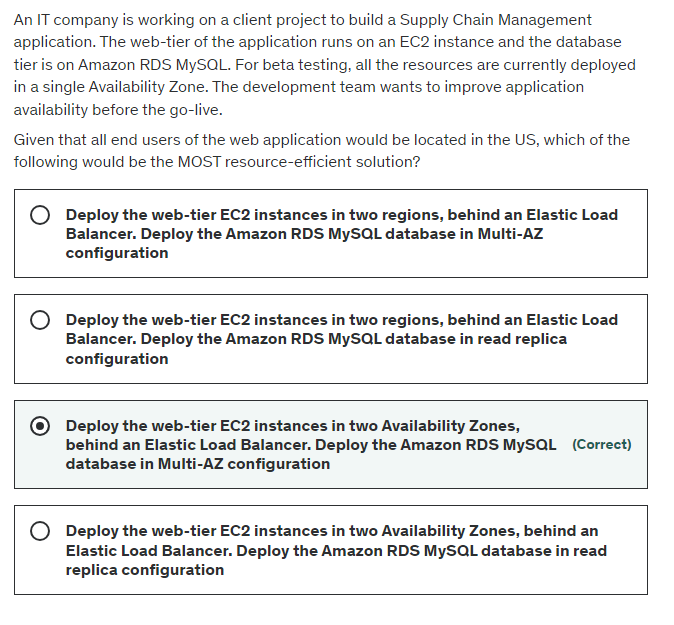 An IT company is working on a client project to build a Supply Chain Management
application. The web-tier of the application runs on an EC2 instance and the database
tier is on Amazon RDS MySQL. For beta testing, all the resources are currently deployed
in a single Availability Zone. The development team wants to improve application
availability before the go-live.
Given that all end users of the web application would be located in the US, which of the
following would be the MOST resource-efficient solution?
Deploy the web-tier EC2 instances in two regions, behind an Elastic Load
Balancer. Deploy the Amazon RDS MySQL database in Multi-AZ
configuration
Deploy the web-tier EC2 instances in two regions, behind an Elastic Load
Balancer. Deploy the Amazon RDS MySQL database in read replica
configuration
Deploy the web-tier EC2 instances in two Availability Zones,
behind an Elastic Load Balancer. Deploy the Amazon RDS MySQL (Correct)
database in Multi-AZ configuration
Deploy the web-tier EC2 instances in two Availability Zones, behind an
Elastic Load Balancer. Deploy the Amazon RDS MySQL database in read
replica configuration